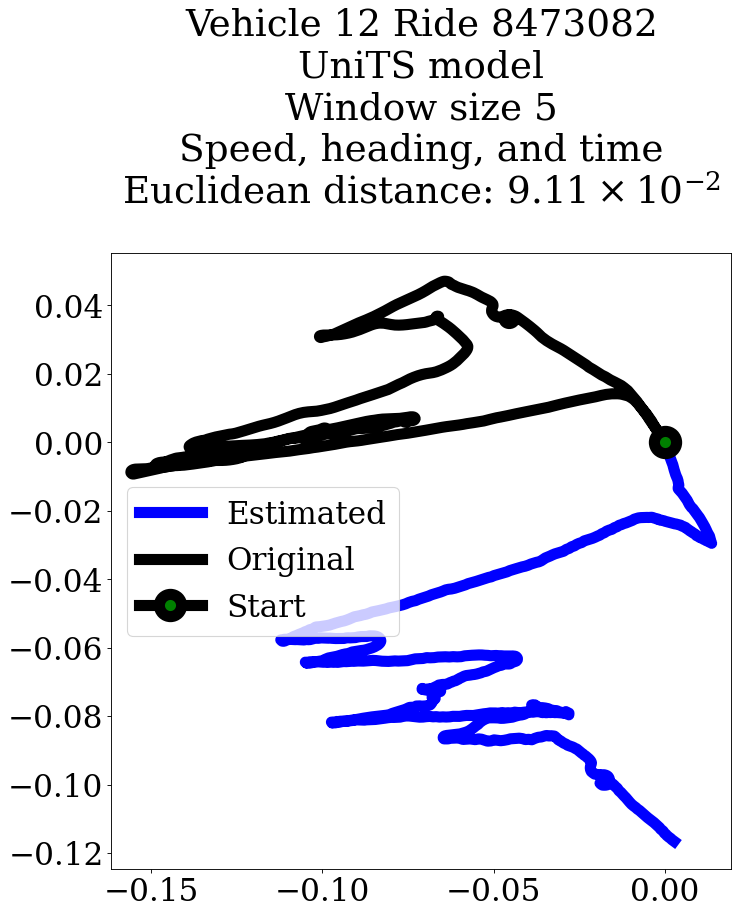 Vehicle 12 Ride 8473082
UniTS model
Window size 5
Speed, heading, and time
Euclidean distance: 9.11 × 10⁻²
0.04
0.02
0.00
−0.02
−0.04
−0.06
−0.08
−0.10
−0.12
Estimated
Original
Start
−0.15
−0.10
−0.05
0.00